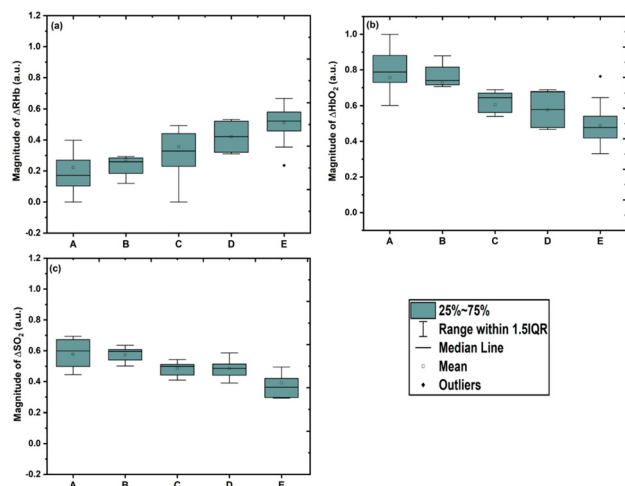 (a)
Magnitude of ΔRHb (a.u.)
1.2
1.0
0.8
0.6
0.4
0.2
0.0
0.2
A B C D E
(b)
Magnitude of ΔHbO2 (a.u.)
1.0
0.8
0.6
0.4
0.2
0.0
A B C D E
(c)
Magnitude of ΔSO2 (a.u.)
1.2
1.0
0.8
0.6
0.4
0.2
0.0
0.2
A B C D E
25%~75%
Range within 1.5IQR
Median Line
Mean
Outliers